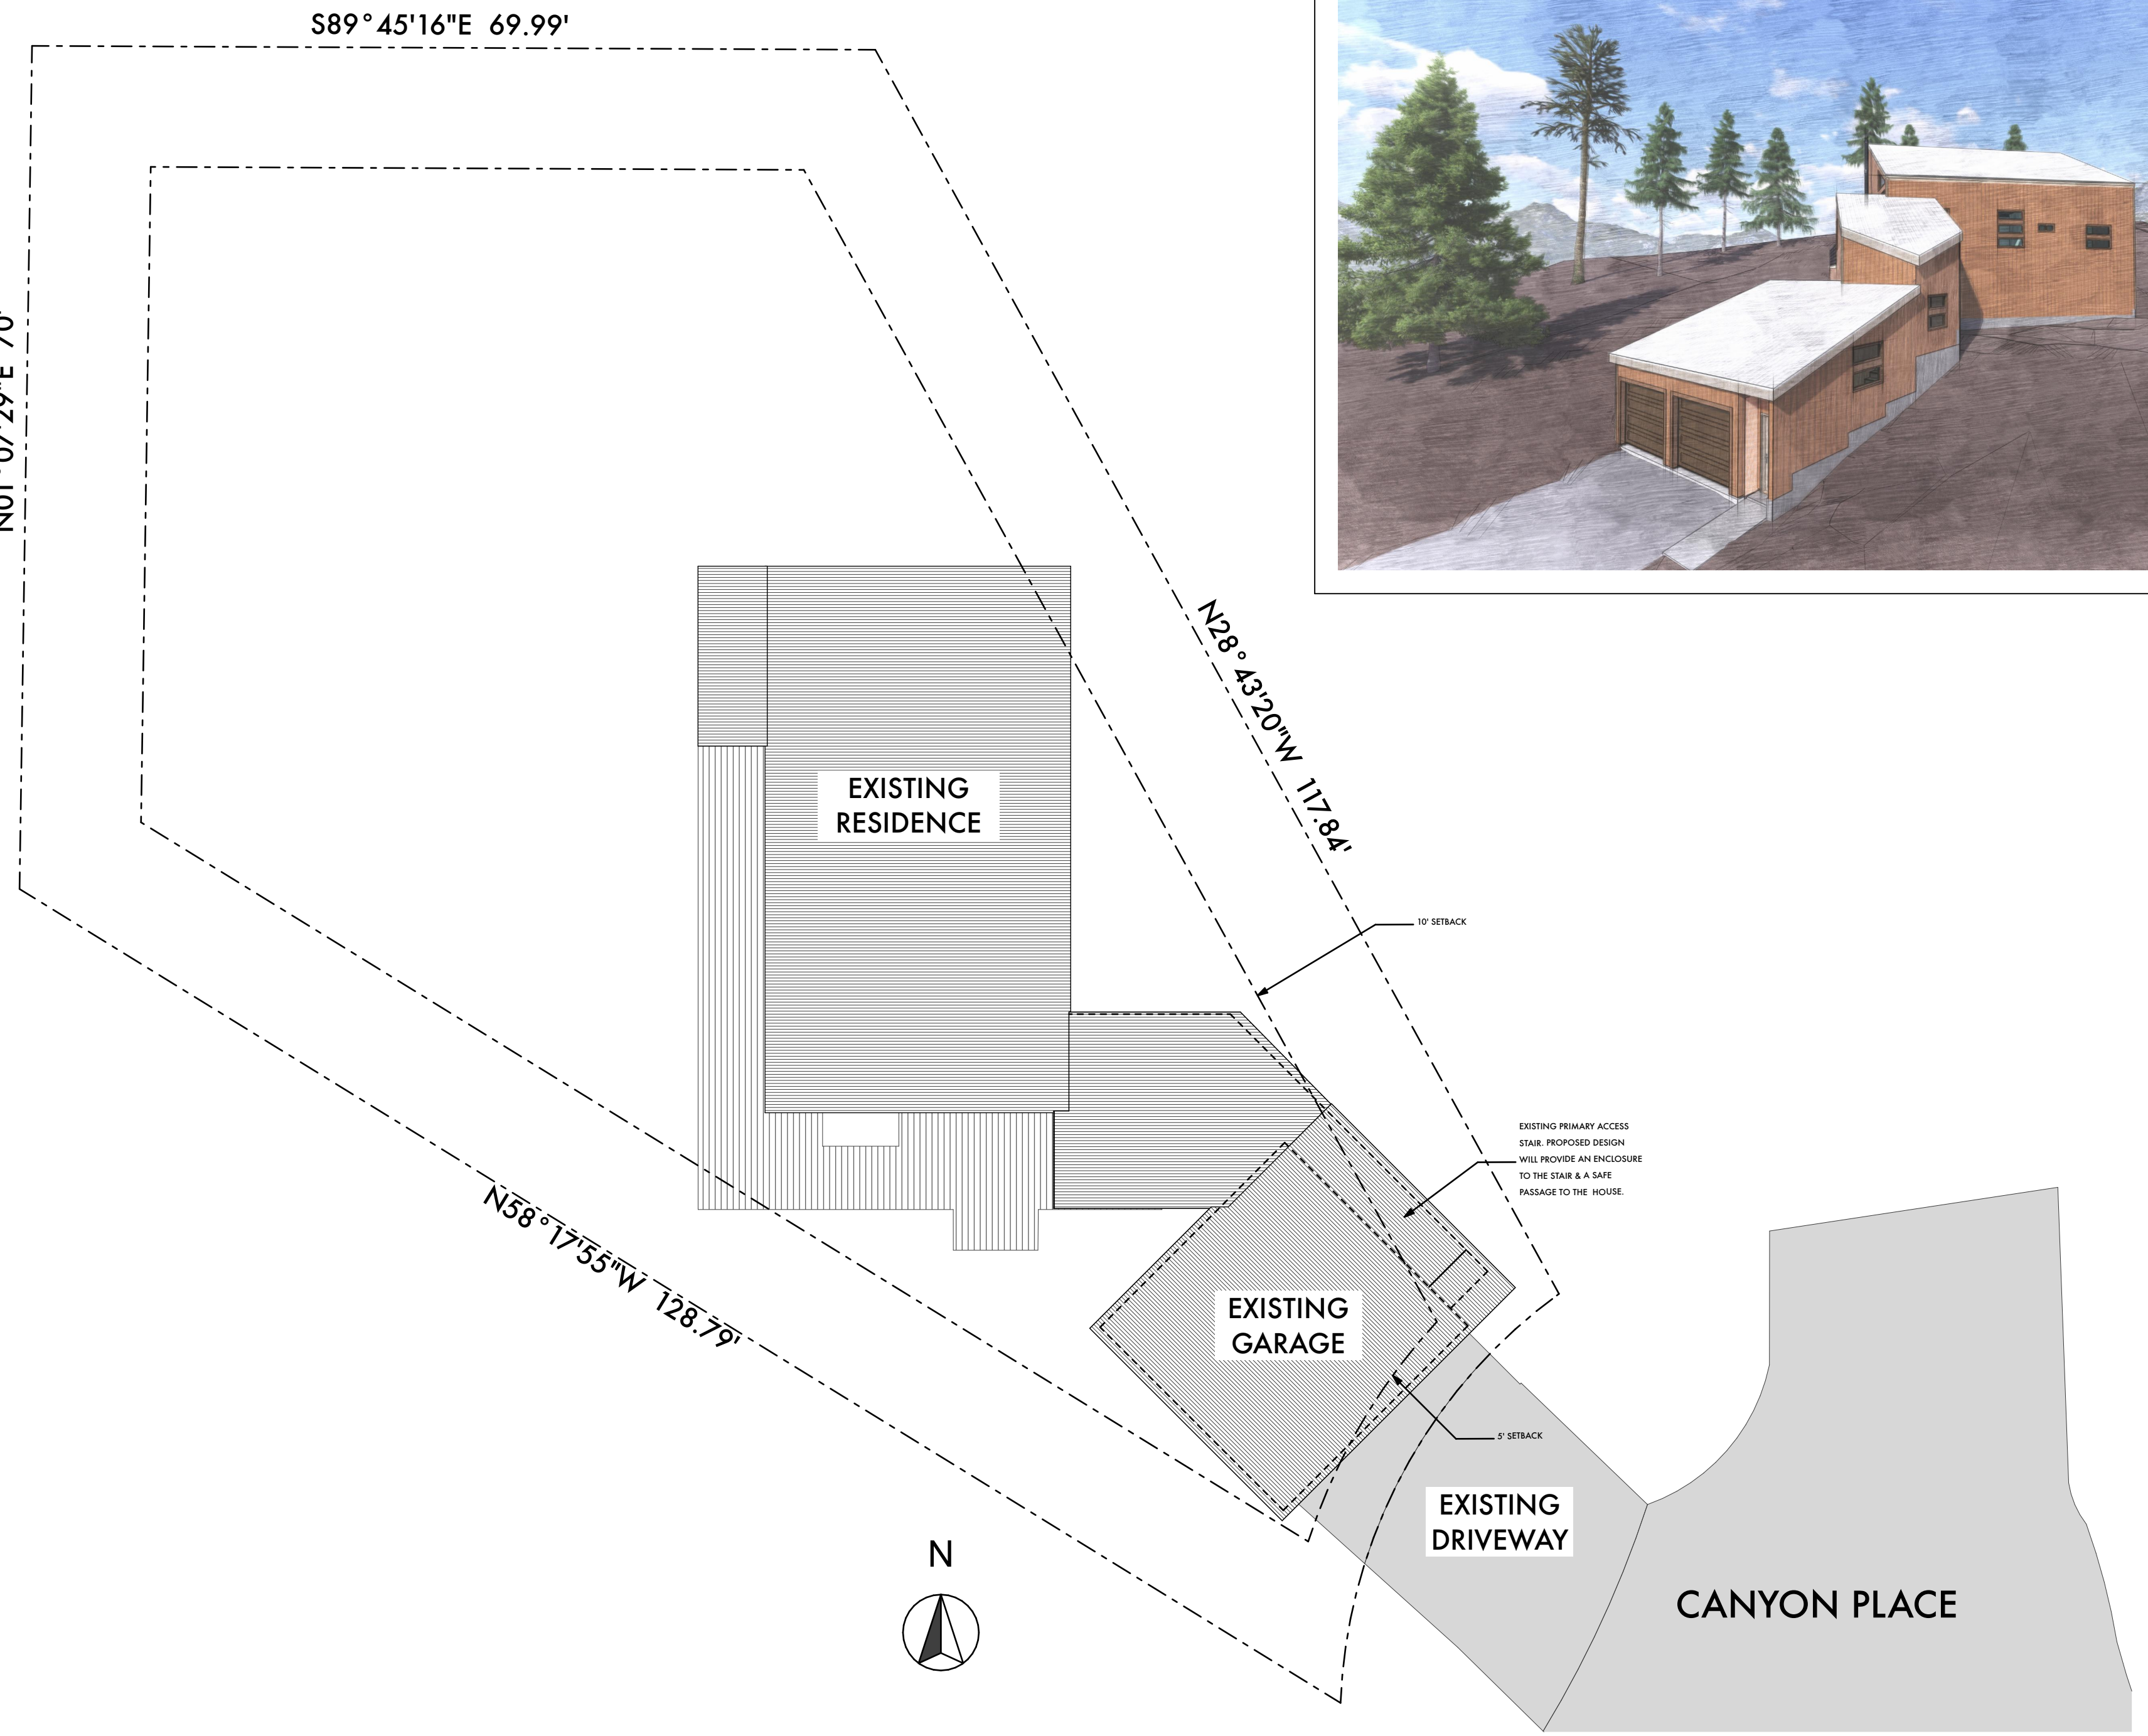 S89°45'16"E 69.99'
N01°07'29"E 70'
N28°43'20"W 117.84'
EXISTING
RESIDENCE
10' SETBACK
EXISTING PRIMARY ACCESS
STAIR. PROPOSED DESIGN
WILL PROVIDE AN ENCLOSURE
TO THE STAIR & A SAFE
PASSAGE TO THE HOUSE.
N58°17'55"W 128.79'
EXISTING
GARAGE
5' SETBACK
EXISTING
DRIVEWAY
N
CANYON PLACE